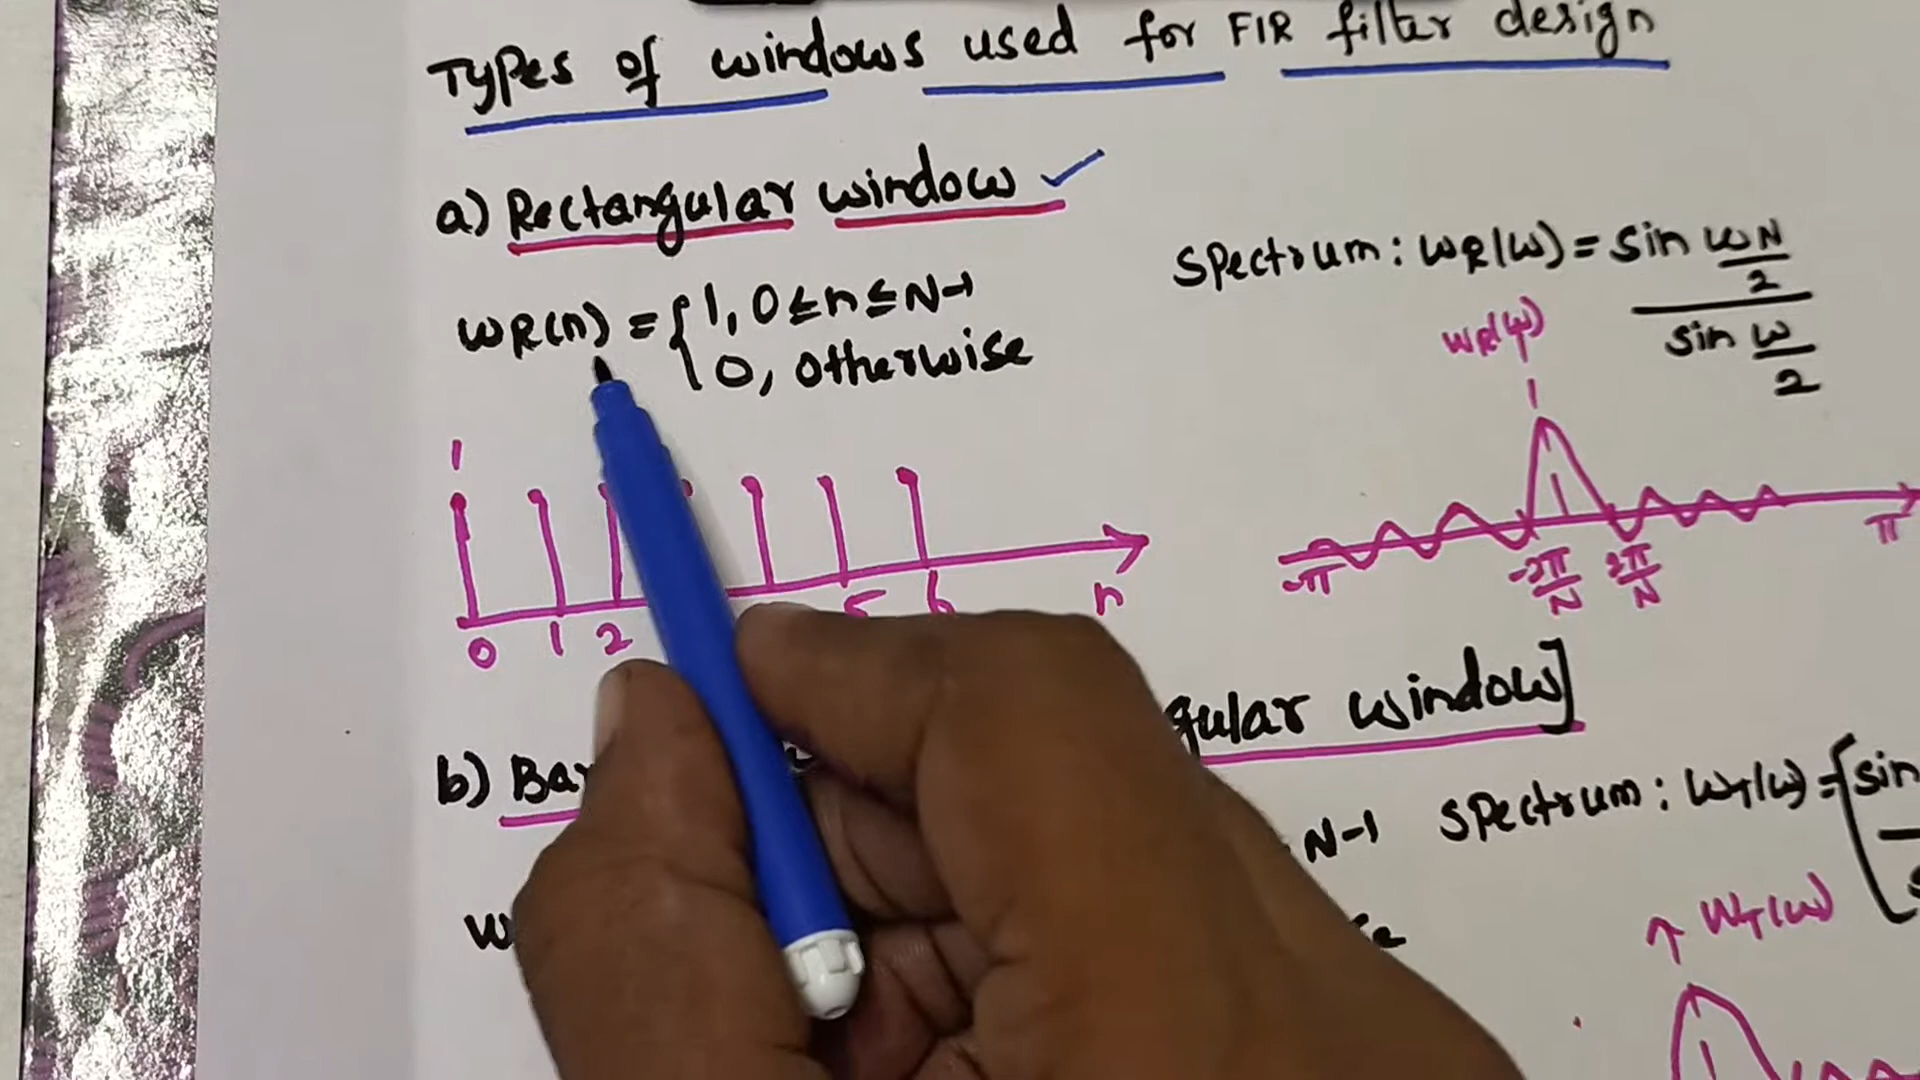 Types of windows used for FIR filter design
a) Rectangular window ✓
wR(n) = { 1, 0≤n≤N-1
0, otherwise
Spectrum: WR(w) = sin wN/2
sin w/2
WR(w)
1
0 1 2 5 6 n
1
-π -2π/N 2π/N π
b) gular window]
N-1 Spectrum: WT(w) = [sin
W
WT(w)